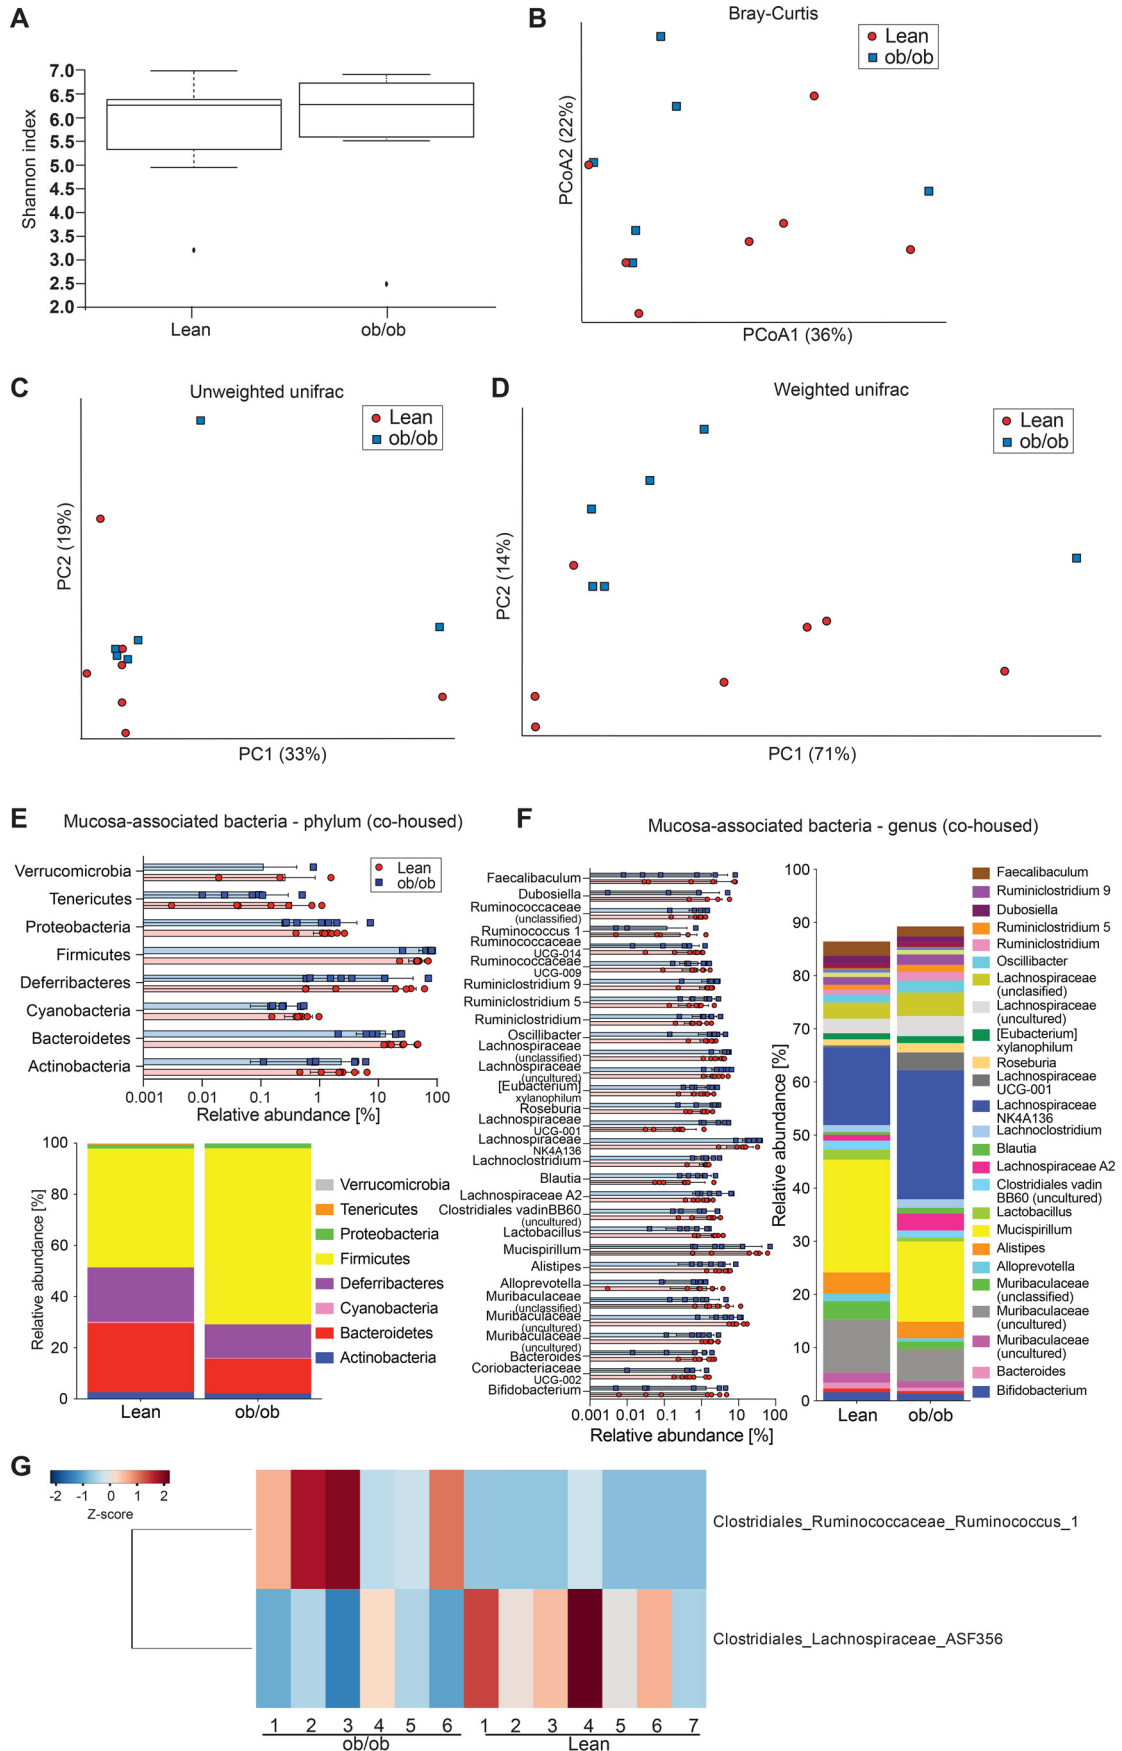 A
Shannon index
7.0
6.5
6.0
5.5
5.0
4.5
4.0
3.5
3.0
2.5
2.0
Lean
ob/ob
B
Bray-Curtis
Lean
ob/ob
PCoA2 (22%)
PCoA1 (36%)
C
Unweighted unifrac
Lean
ob/ob
PC2 (19%)
PC1 (33%)
D
Weighted unifrac
Lean
ob/ob
PC2 (14%)
PC1 (71%)
E
Mucosa-associated bacteria - phylum (co-housed)
Lean
ob/ob
Verrucomicrobia
Tenericutes
Proteobacteria
Firmicutes
Deferribacteres
Cyanobacteria
Bacteroidetes
Actinobacteria
0.001
0.01
0.1
1
10
100
Relative abundance [%]
Relative abundance [%]
100
80
60
40
20
0
Lean
ob/ob
Verrucomicrobia
Tenericutes
Proteobacteria
Firmicutes
Deferribacteres
Cyanobacteria
Bacteroidetes
Actinobacteria
F
Mucosa-associated bacteria - genus (co-housed)
Faecalibaculum
Dubosiella
Ruminococcaceae
(unclassified)
Ruminococcus 1
Ruminococcaceae
UCG-014
Ruminococcaceae
UCG-009
Ruminiclostridium 9
Ruminiclostridium 5
Ruminiclostridium
Oscillibacter
Lachnospiraceae
(unclassified)
Lachnospiraceae
(uncultured)
[Eubacterium]
xylanophilum
Roseburia
Lachnospiraceae
UCG-001
Lachnospiraceae
NK4A136
Lachnoclostridium
Blautia
Lachnospiraceae A2
Clostridiales vadinBB60
(uncultured)
Lactobacillus
Mucispirillum
Alistipes
Alloprevotella
Muribaculaceae
(unclassified)
Muribaculaceae
(uncultured)
Muribaculaceae
(uncultured)
Bacteroides
Coriobacteriaceae
UCG-002
Bifidobacterium
0.001
0.01
0.1
1
10
100
Relative abundance [%]
Relative abundance [%]
100
90
80
70
60
50
40
30
20
10
0
Lean
ob/ob
Faecalibaculum
Ruminiclostridium 9
Dubosiella
Ruminiclostridium 5
Ruminiclostridium
Oscillibacter
Lachnospiraceae
(unclassified)
Lachnospiraceae
(uncultured)
[Eubacterium]
xylanophilum
Roseburia
Lachnospiraceae
UCG-001
Lachnospiraceae
NK4A136
Lachnoclostridium
Blautia
Lachnospiraceae A2
Clostridiales vadin
BB60 (uncultured)
Lactobacillus
Mucispirillum
Alistipes
Alloprevotella
Muribaculaceae
(unclassified)
Muribaculaceae
(uncultured)
Muribaculaceae
(uncultured)
Bacteroides
Bifidobacterium
G
-2 -1 0 1 2
Z-score
Clostridiales_Ruminococcaceae_Ruminococcus_1
Clostridiales_Lachnospiraceae_ASF356
1 2 3 4 5 6 1 2 3 4 5 6 7
ob/ob
Lean